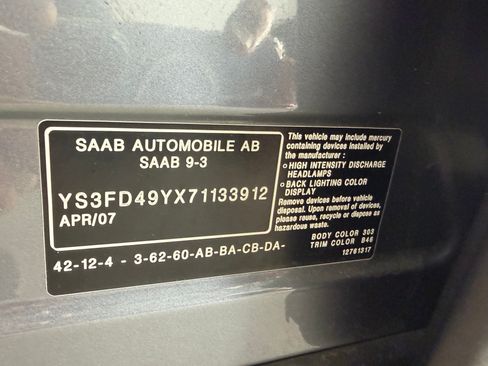 SAAB AUTOMOBILE AB
SAAB 9-3
YS3FD49YX71133912
APR/07
42-12-4 - 3-62-60-AB-BA-CB-DA-
This vehicle may include mercury
containing devices installed by
the manufacturer :
o HIGH INTENSITY DISCHARGE
HEADLAMPS
o BACK LIGHTING COLOR
DISPLAY
Remove devices before vehicle
disposal. Upon removal of devices,
please reuse, recycle or dispose as
hazardous waste.
BODY COLOR 303
TRIM COLOR B45
12761317